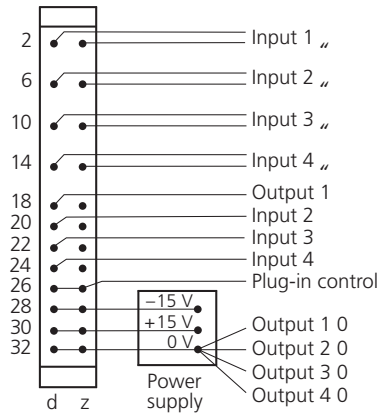 2 Input 1 „
6 Input 2 „
10 Input 3 „
14 Input 4 „
18 Output 1
20 Input 2
22 Input 3
24 Input 4
26 Plug-in control
28 –15 V
30 +15 V
32 0 V
Output 1 0
Output 2 0
Output 3 0
Output 4 0
Power
supply
d z